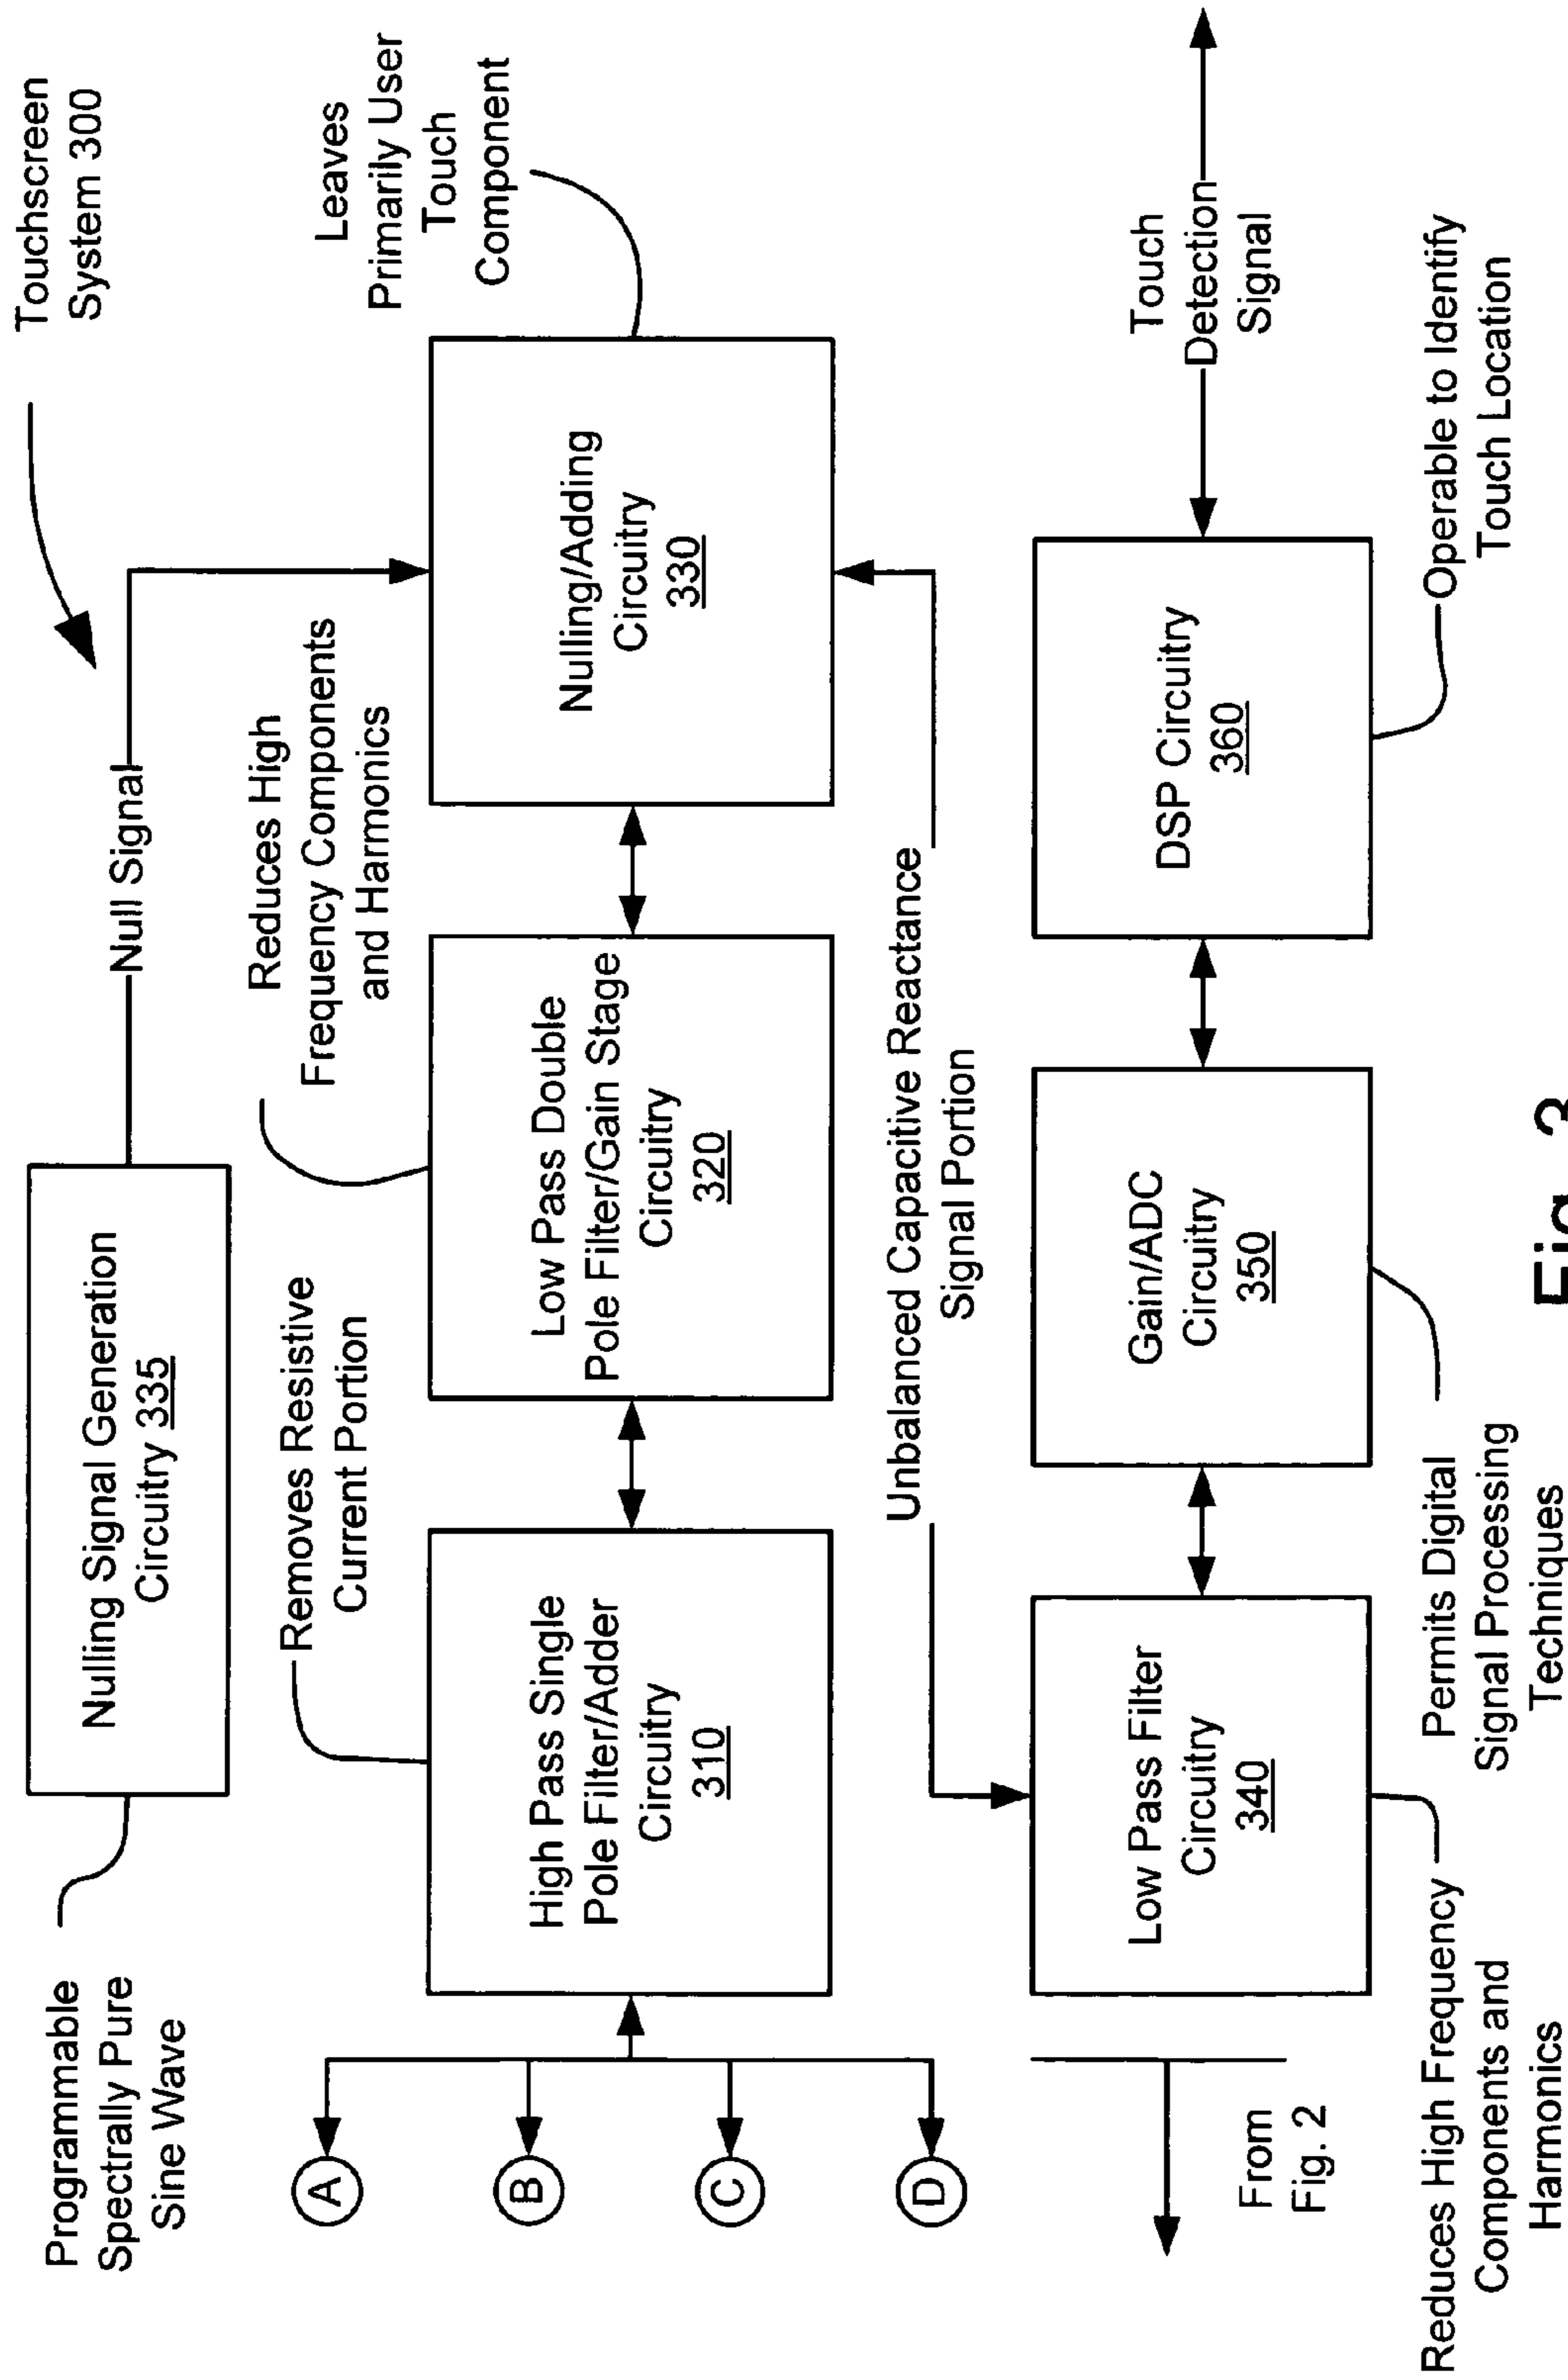 Touchscreen
System 300
Programmable
Spectrally Pure
Sine Wave
Nulling Signal Generation
Circuitry 335
Null Signal
Removes Resistive
Current Portion
Reduces High
Frequency Components
and Harmonics
Leaves
Primarily User
Touch
Component
A
B
C
D
High Pass Single
Pole Filter/Adder
Circuitry
310
Low Pass Double
Pole Filter/Gain Stage
Circuitry
320
Nulling/Adding
Circuitry
330
Unbalanced Capacitive Reactance
Signal Portion
From
Fig. 2
Low Pass Filter
Circuitry
340
Gain/ADC
Circuitry
350
DSP Circuitry
360
Touch
Detection
Signal
Reduces High Frequency
Components and
Harmonics
Permits Digital
Signal Processing
Techniques
Operable to Identify
Touch Location
Fig. 3